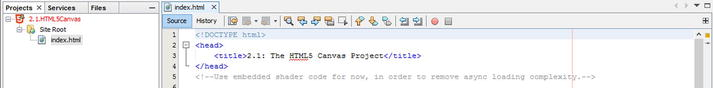 Projects Services Files
2.1.HTML5Canvas
Site Root
index.html
index.html
Source History
1 <!DOCTYPE html>
2 <head>
3 <title>2.1: The HTML5 Canvas Project</title>
4 </head>
5 <!--Use embedded shader code for now, in order to remove async loading complexity.-->